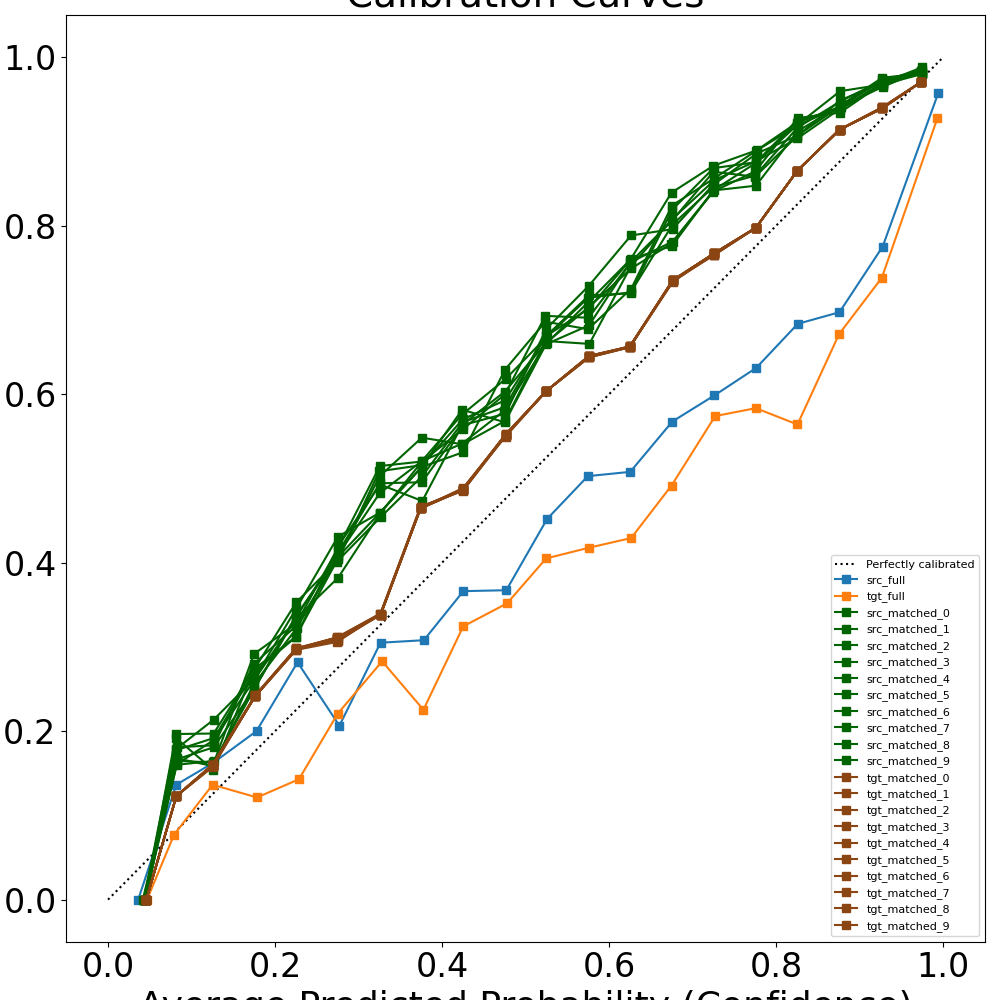 Calibration Curves
1.0
0.8
0.6
0.4
0.2
0.0
Perfectly calibrated
src_full
tgt_full
src_matched_0
src_matched_1
src_matched_2
src_matched_3
src_matched_4
src_matched_5
src_matched_6
src_matched_7
src_matched_8
src_matched_9
tgt_matched_0
tgt_matched_1
tgt_matched_2
tgt_matched_3
tgt_matched_4
tgt_matched_5
tgt_matched_6
tgt_matched_7
tgt_matched_8
tgt_matched_9
0.0 0.2 0.4 0.6 0.8 1.0
Average Predicted Probability (Confidence)